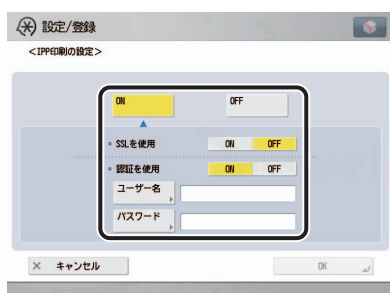 設定/登録
<IPP印刷の設定>
ON OFF
SSLを使用 ON OFF
認証を使用 ON OFF
ユーザー名
パスワード
× キャンセル OK